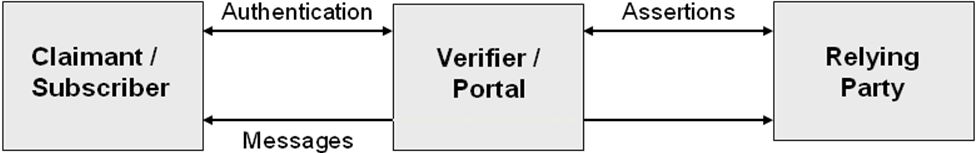 Authentication
Assertions
Claimant /
Subscriber
Verifier /
Portal
Relying
Party
Messages